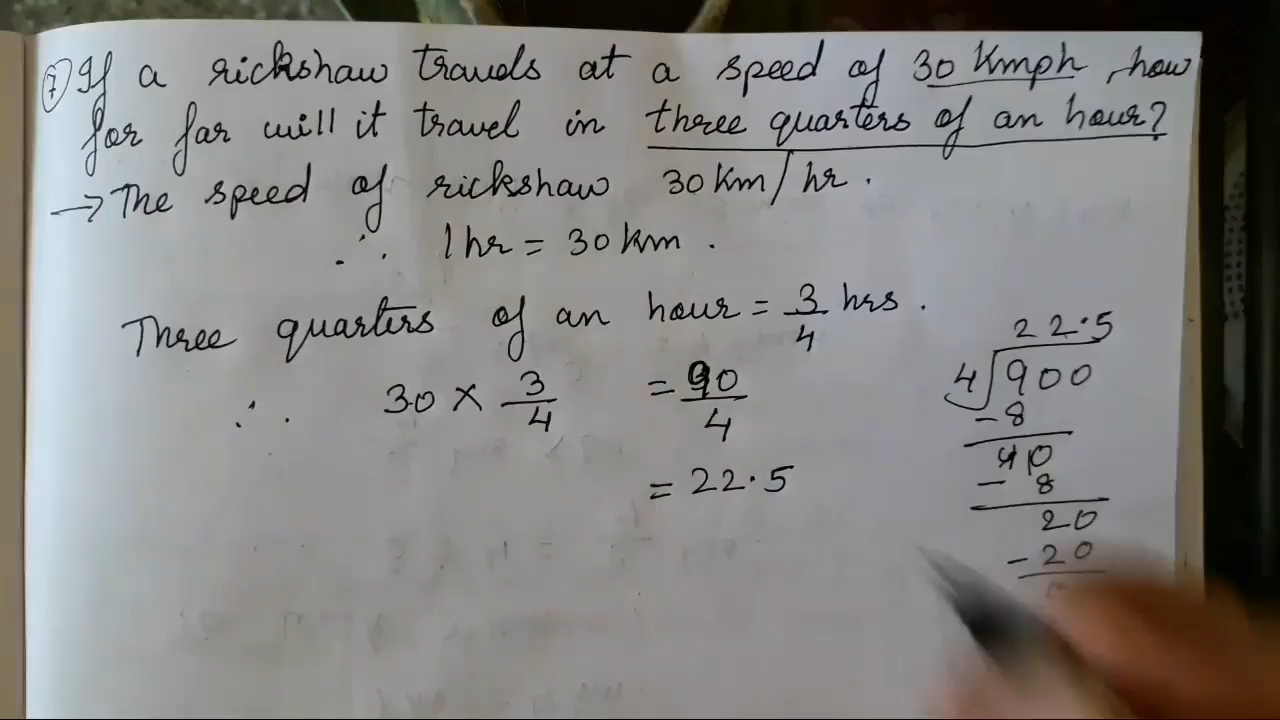 7) If a rickshaw travels at a speed of 30 Kmph, how
for far will it travel in three quarters of an hour?
→ The speed of rickshaw 30 Km/hr.
∴ 1 hr = 30 km.
Three quarters of an hour = 3/4 hrs.
∴ 30 × 3/4 = 90/4
= 22.5
22.5
4)900
-8
10
- 8
20
-20